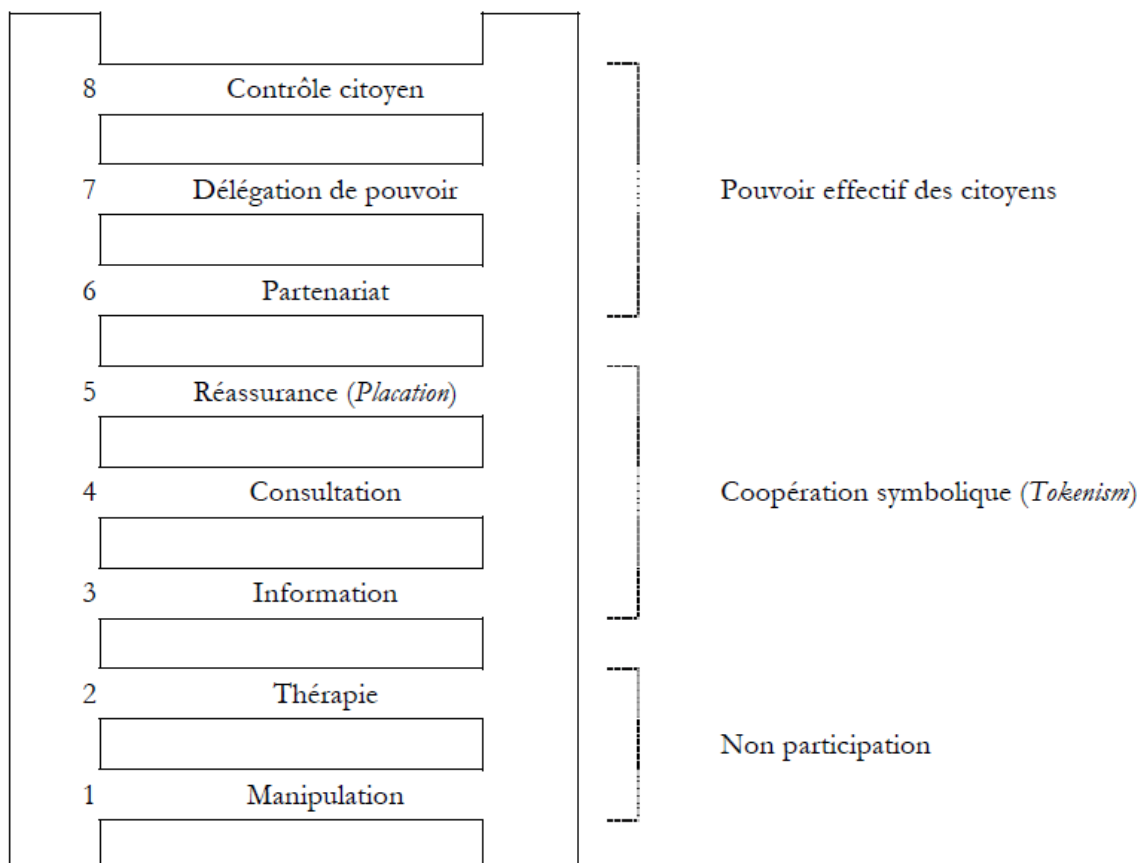 8 Contrôle citoyen
7 Délégation de pouvoir
Pouvoir effectif des citoyens
6 Partenariat
5 Réassurance (Placation)
4 Consultation
Coopération symbolique (Tokenism)
3 Information
2 Thérapie
Non participation
1 Manipulation